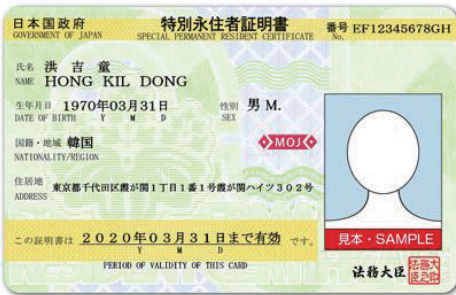 日本国政府 特別永住者証明書 番号 EF12345678GH
GOVERNMENT OF JAPAN SPECIAL PERMANENT RESIDENT CERTIFICATE No.
氏名 洪 吉 童
NAME HONG KIL DONG
生年月日 1970年03月31日 性別 男 M.
DATE OF BIRTH Y M D SEX
国籍・地域 韓国
NATIONALITY/REGION
MOJ
住居地 東京都千代田区霞が関1丁目1番1号霞が関ハイツ302号
ADDRESS
この証明書は 2020年03月31日まで有効 です。
Y M D
PERIOD OF VALIDITY OF THIS CARD
見本・SAMPLE
法務大臣